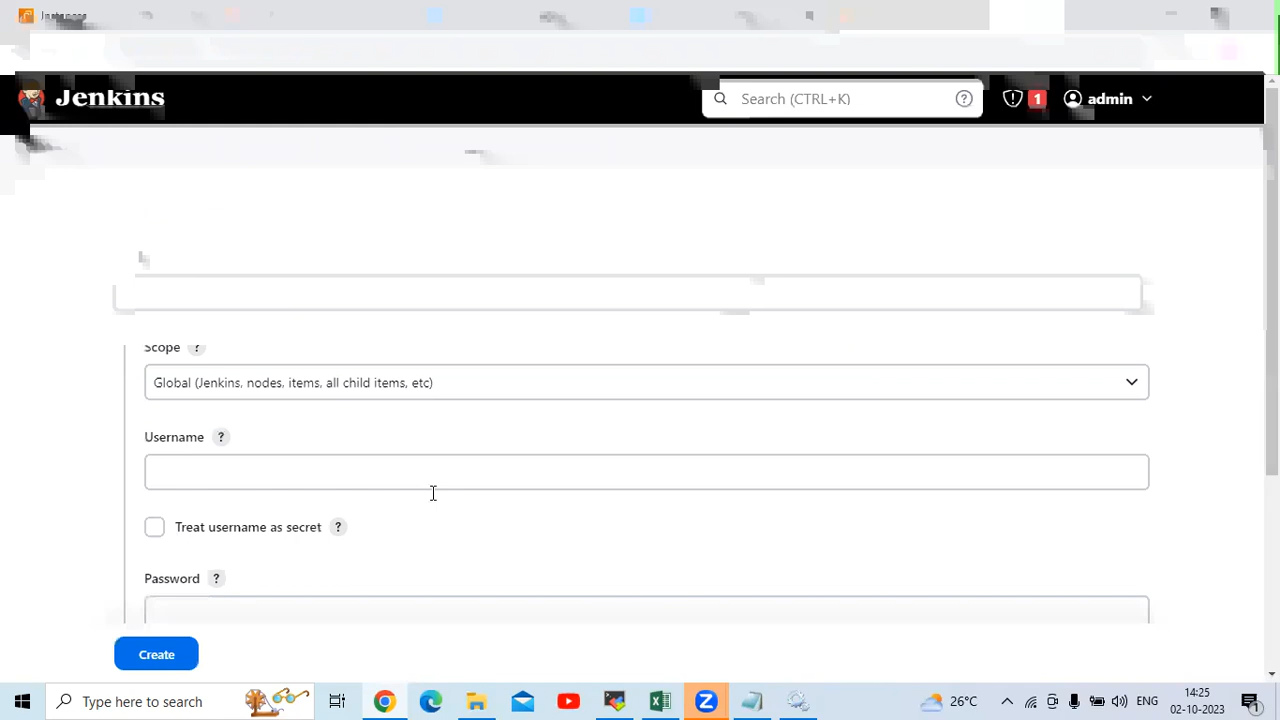 Jenkins
Search (CTRL+K)
?
1
admin
Scope ?
Global (Jenkins, nodes, items, all child items, etc)
Username ?
Treat username as secret ?
Password ?
Create
Type here to search
26°C
ENG
14:25
02-10-2023
1